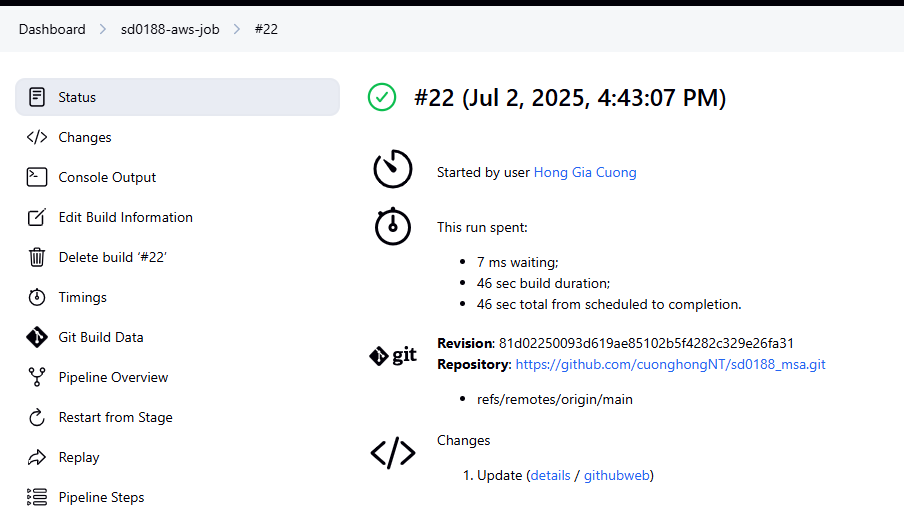 Dashboard > sd0188-aws-job > #22
Status
Changes
Console Output
Edit Build Information
Delete build ‘#22’
Timings
Git Build Data
Pipeline Overview
Restart from Stage
Replay
Pipeline Steps
#22 (Jul 2, 2025, 4:43:07 PM)
Started by user Hong Gia Cuong
This run spent:
• 7 ms waiting;
• 46 sec build duration;
• 46 sec total from scheduled to completion.
git
Revision: 81d02250093d619ae85102b5f4282c329e26fa31
Repository: https://github.com/cuonghongNT/sd0188_msa.git
• refs/remotes/origin/main
Changes
1. Update (details / githubweb)